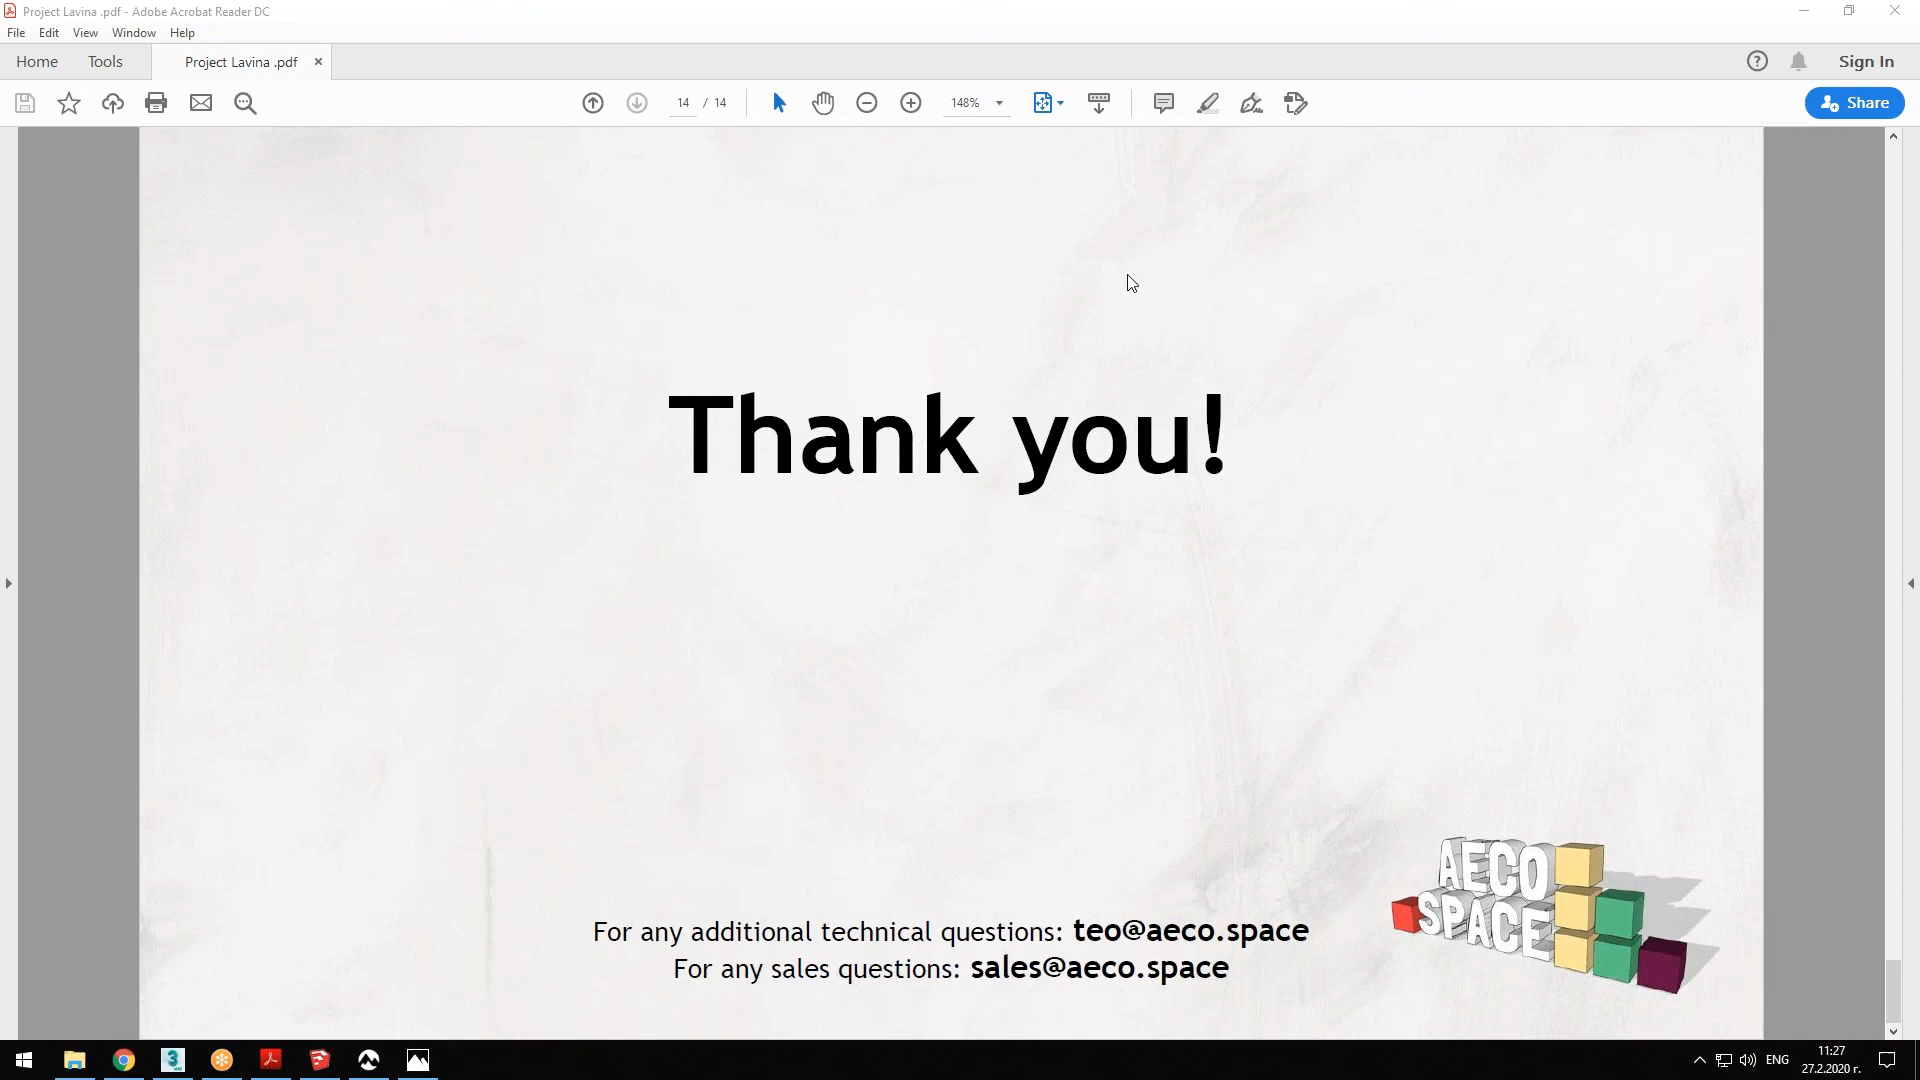 Project Lavina .pdf - Adobe Acrobat Reader DC
File Edit View Window Help
Home Tools Project Lavina .pdf × Sign In
14 / 14 148% Share
Thank you!
AECO
SPACE
For any additional technical questions: teo@aeco.space
For any sales questions: sales@aeco.space
ENG 11:27
27.2.2020 г.